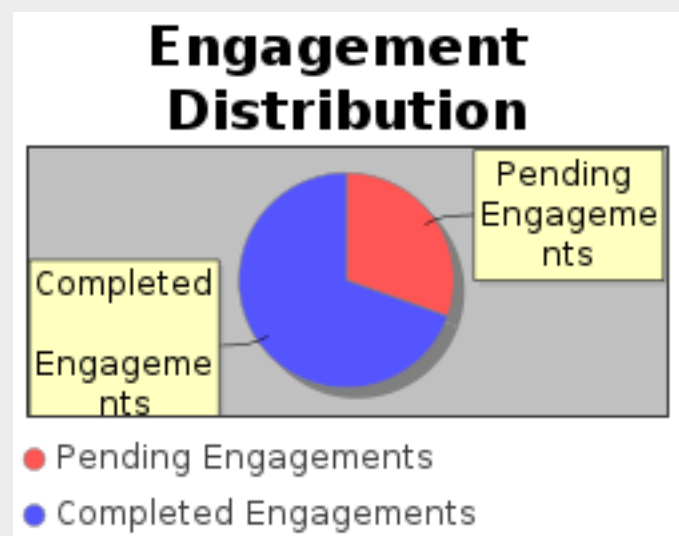 Engagement
Distribution
Pending
Engageme
nts
Completed
Engageme
nts
Pending Engagements
Completed Engagements